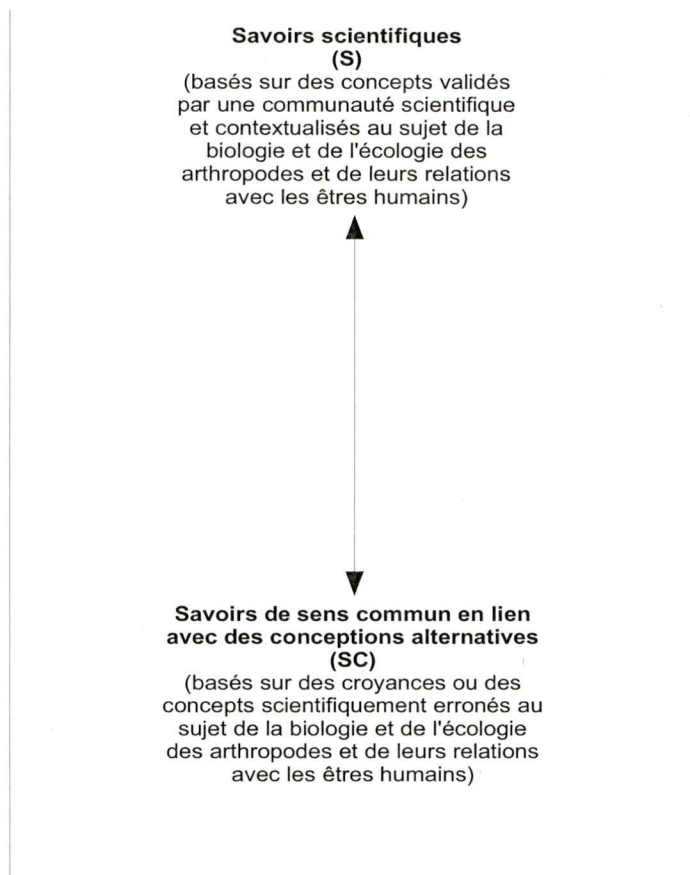 Savoirs scientifiques
(S)
(basés sur des concepts validés
par une communauté scientifique
et contextualisés au sujet de la
biologie et de l'écologie des
arthropodes et de leurs relations
avec les êtres humains)
Savoirs de sens commun en lien
avec des conceptions alternatives
(SC)
(basés sur des croyances ou des
concepts scientifiquement erronés au
sujet de la biologie et de l'écologie
des arthropodes et de leurs relations
avec les êtres humains)